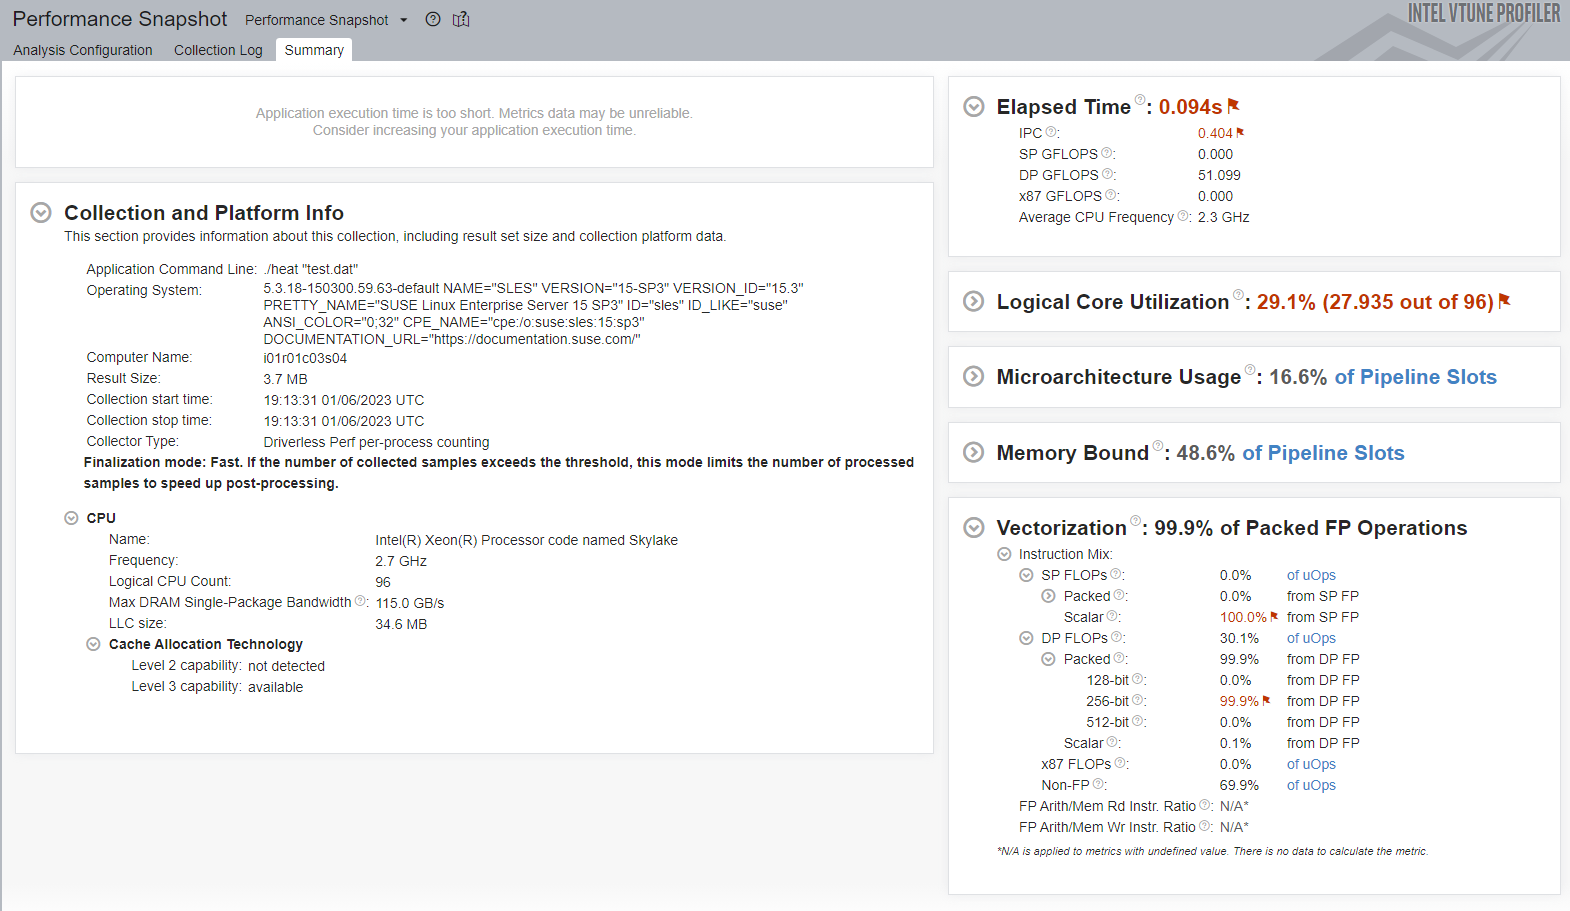 Performance Snapshot Performance Snapshot
INTEL VTUNE PROFILER
Analysis Configuration Collection Log Summary
Application execution time is too short. Metrics data may be unreliable.
Consider increasing your application execution time.
Collection and Platform Info
This section provides information about this collection, including result set size and collection platform data.
Application Command Line: ./heat "test.dat"
Operating System: 5.3.18-150300.59.63-default NAME="SLES" VERSION="15-SP3" VERSION_ID="15.3"
PRETTY_NAME="SUSE Linux Enterprise Server 15 SP3" ID="sles" ID_LIKE="suse"
ANSI_COLOR="0;32" CPE_NAME="cpe:/o:suse:sles:15:sp3"
DOCUMENTATION_URL="https://documentation.suse.com/"
Computer Name: i01r01c03s04
Result Size: 3.7 MB
Collection start time: 19:13:31 01/06/2023 UTC
Collection stop time: 19:13:31 01/06/2023 UTC
Collector Type: Driverless Perf per-process counting
Finalization mode: Fast. If the number of collected samples exceeds the threshold, this mode limits the number of processed
samples to speed up post-processing.
CPU
Name: Intel(R) Xeon(R) Processor code named Skylake
Frequency: 2.7 GHz
Logical CPU Count: 96
Max DRAM Single-Package Bandwidth : 115.0 GB/s
LLC size: 34.6 MB
Cache Allocation Technology
Level 2 capability: not detected
Level 3 capability: available
Elapsed Time : 0.094s
IPC : 0.404
SP GFLOPS : 0.000
DP GFLOPS : 51.099
x87 GFLOPS : 0.000
Average CPU Frequency : 2.3 GHz
Logical Core Utilization : 29.1% (27.935 out of 96)
Microarchitecture Usage : 16.6% of Pipeline Slots
Memory Bound : 48.6% of Pipeline Slots
Vectorization : 99.9% of Packed FP Operations
Instruction Mix:
SP FLOPs : 0.0% of uOps
Packed : 0.0% from SP FP
Scalar : 100.0% from SP FP
DP FLOPs : 30.1% of uOps
Packed : 99.9% from DP FP
128-bit : 0.0% from DP FP
256-bit : 99.9% from DP FP
512-bit : 0.0% from DP FP
Scalar : 0.1% from DP FP
x87 FLOPs : 0.0% of uOps
Non-FP : 69.9% of uOps
FP Arith/Mem Rd Instr. Ratio : N/A*
FP Arith/Mem Wr Instr. Ratio : N/A*
*N/A is applied to metrics with undefined value. There is no data to calculate the metric.